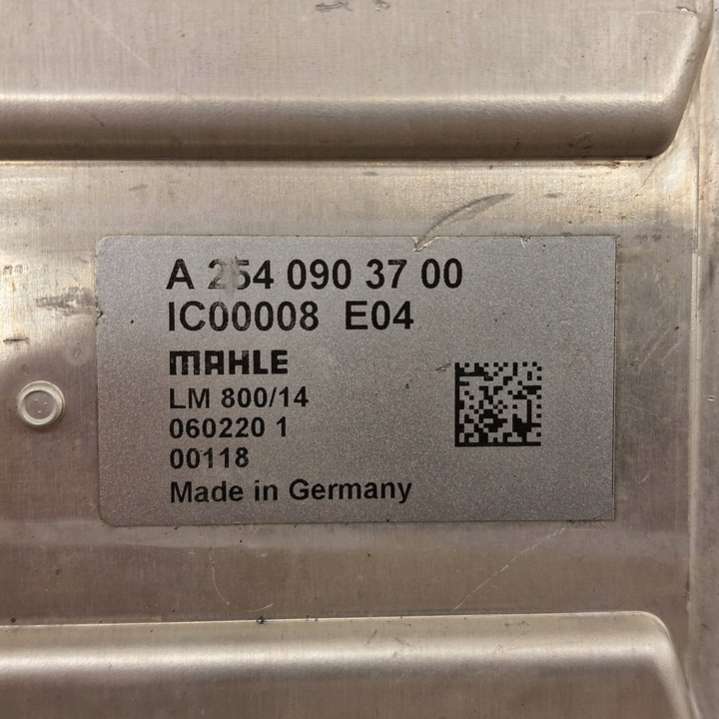 A 254 090 37 00
IC00008 E04
MAHLE
LM 800/14
060220 1
00118
Made in Germany